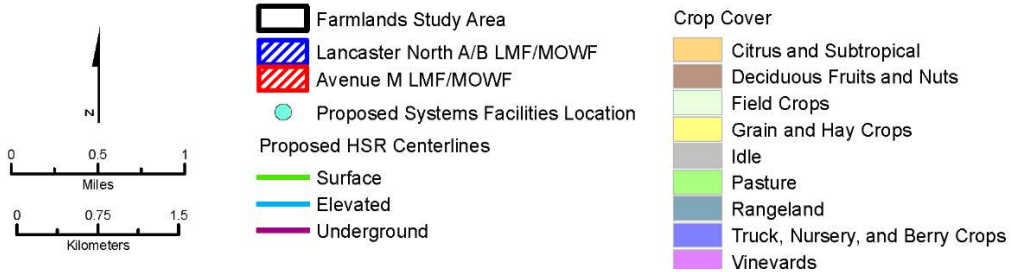 N
0 0.5 1
Miles
0 0.75 1.5
Kilometers
Farmlands Study Area
Lancaster North A/B LMF/MOWF
Avenue M LMF/MOWF
Proposed Systems Facilities Location
Proposed HSR Centerlines
Surface
Elevated
Underground
Crop Cover
Citrus and Subtropical
Deciduous Fruits and Nuts
Field Crops
Grain and Hay Crops
Idle
Pasture
Rangeland
Truck, Nursery, and Berry Crops
Vineyards